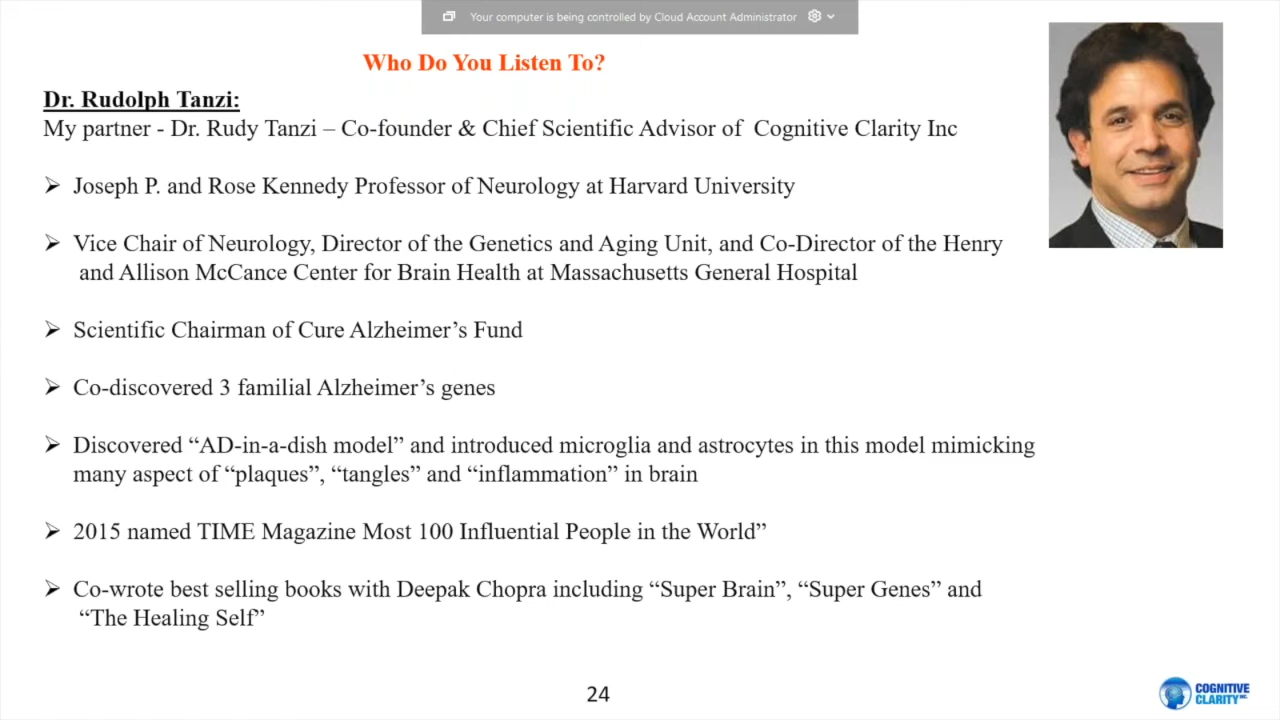 Your computer is being controlled by Cloud Account Administrator
Who Do You Listen To?
Dr. Rudolph Tanzi:
My partner - Dr. Rudy Tanzi – Co-founder & Chief Scientific Advisor of Cognitive Clarity Inc
➢ Joseph P. and Rose Kennedy Professor of Neurology at Harvard University
➢ Vice Chair of Neurology, Director of the Genetics and Aging Unit, and Co-Director of the Henry
and Allison McCance Center for Brain Health at Massachusetts General Hospital
➢ Scientific Chairman of Cure Alzheimer’s Fund
➢ Co-discovered 3 familial Alzheimer’s genes
➢ Discovered “AD-in-a-dish model” and introduced microglia and astrocytes in this model mimicking
many aspect of “plaques”, “tangles” and “inflammation” in brain
➢ 2015 named TIME Magazine Most 100 Influential People in the World”
➢ Co-wrote best selling books with Deepak Chopra including “Super Brain”, “Super Genes” and
“The Healing Self”
24
COGNITIVE
CLARITY INC.